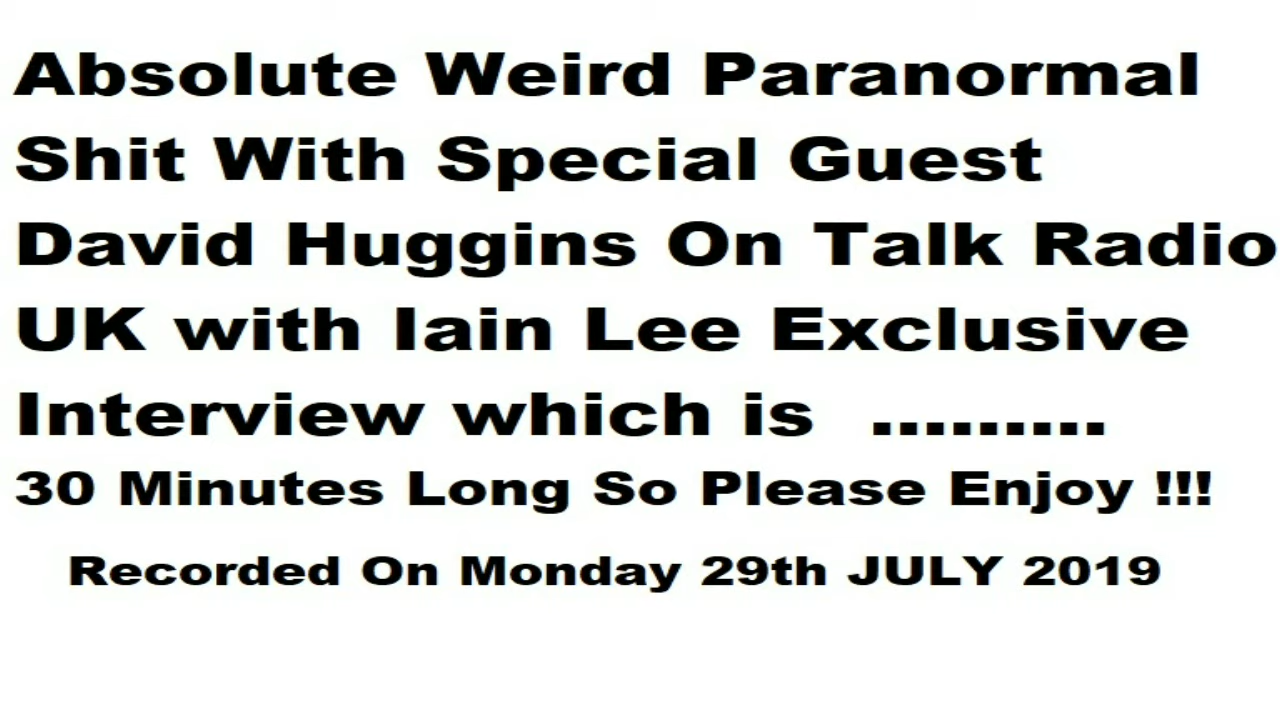 Absolute Weird Paranormal
Shit With Special Guest
David Huggins On Talk Radio
UK with Iain Lee Exclusive
Interview which is .........
30 Minutes Long So Please Enjoy !!!
Recorded On Monday 29th JULY 2019